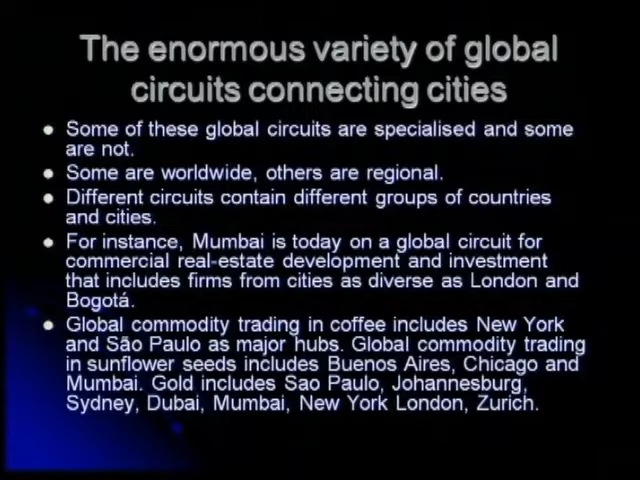 The enormous variety of global
circuits connecting cities
● Some of these global circuits are specialised and some
are not.
● Some are worldwide, others are regional.
● Different circuits contain different groups of countries
and cities.
● For instance, Mumbai is today on a global circuit for
commercial real-estate development and investment
that includes firms from cities as diverse as London and
Bogotá.
● Global commodity trading in coffee includes New York
and São Paulo as major hubs. Global commodity trading
in sunflower seeds includes Buenos Aires, Chicago and
Mumbai. Gold includes Sao Paulo, Johannesburg,
Sydney, Dubai, Mumbai, New York London, Zurich.